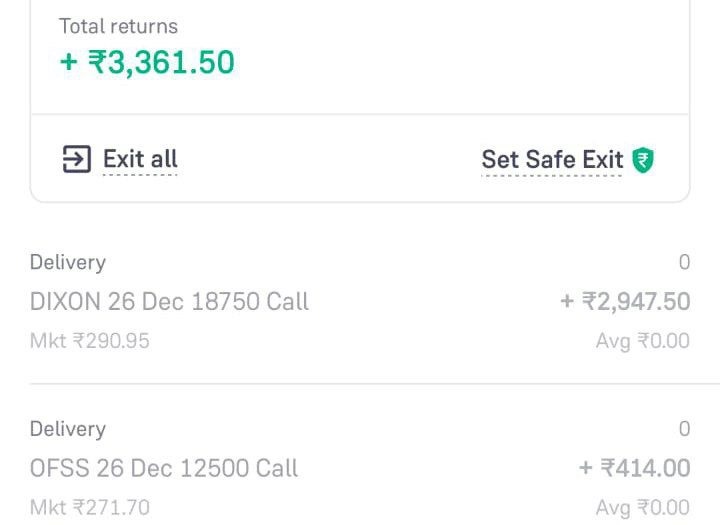 Total returns
+ ₹3,361.50
Exit all Set Safe Exit ₹
Delivery 0
DIXON 26 Dec 18750 Call + ₹2,947.50
Mkt ₹290.95 Avg ₹0.00
Delivery 0
OFSS 26 Dec 12500 Call + ₹414.00
Mkt ₹271.70 Avg ₹0.00